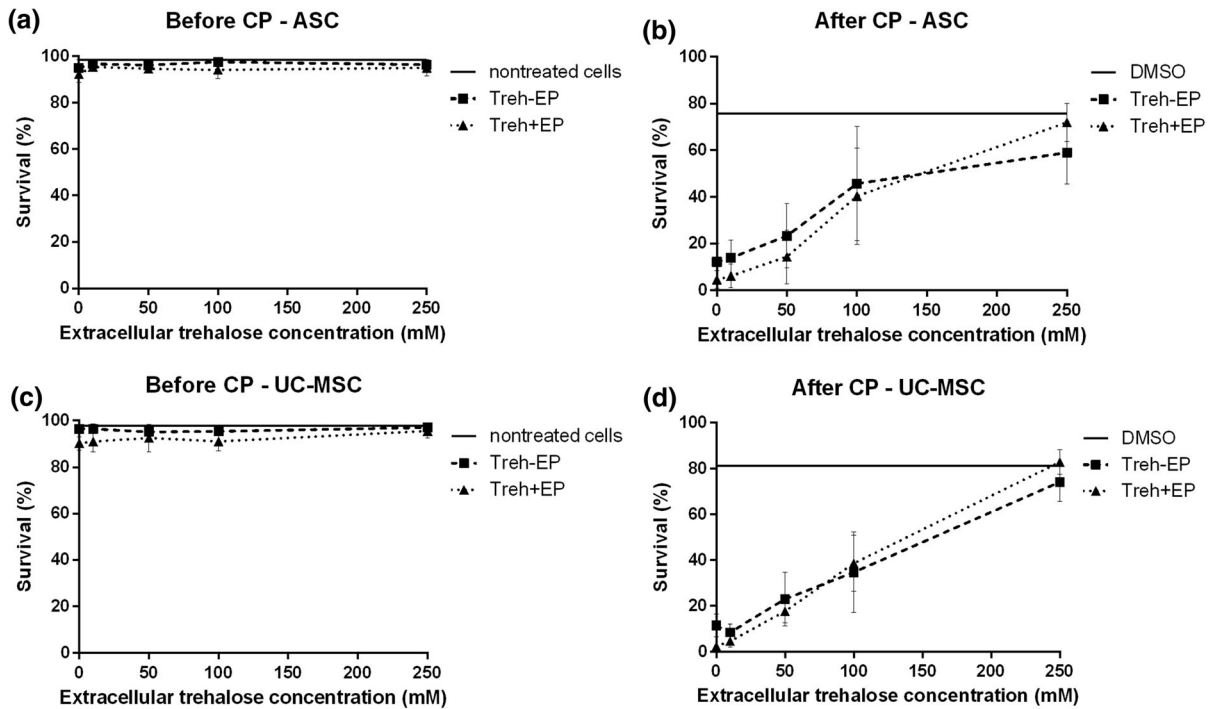 (a)
Before CP - ASC
100
80
60
40
20
0
Survival (%)
0 50 100 150 200 250
Extracellular trehalose concentration (mM)
nontreated cells
Treh-EP
Treh+EP
(b)
After CP - ASC
100
80
60
40
20
0
Survival (%)
0 50 100 150 200 250
Extracellular trehalose concentration (mM)
DMSO
Treh-EP
Treh+EP
(c)
Before CP - UC-MSC
100
80
60
40
20
0
Survival (%)
0 50 100 150 200 250
Extracellular trehalose concentration (mM)
nontreated cells
Treh-EP
Treh+EP
(d)
After CP - UC-MSC
100
80
60
40
20
0
Survival (%)
0 50 100 150 200 250
Extracellular trehalose concentration (mM)
DMSO
Treh-EP
Treh+EP